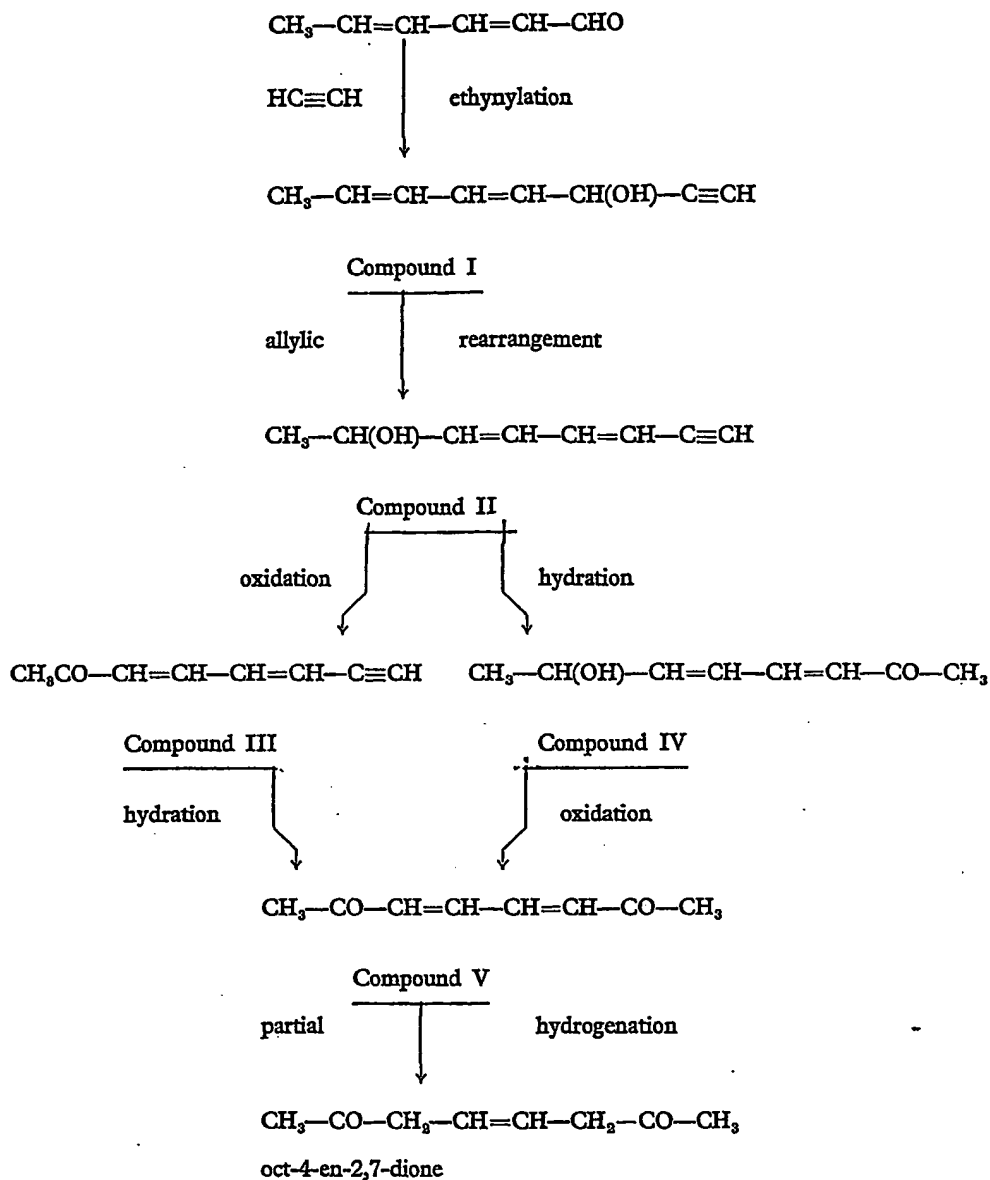 CH₃—CH=CH—CH=CH—CHO
HC≡CH ethynylation
CH₃—CH=CH—CH=CH—CH(OH)—C≡CH
Compound I
allylic rearrangement
CH₃—CH(OH)—CH=CH—CH=CH—C≡CH
Compound II
oxidation hydration
CH₃CO—CH=CH—CH=CH—C≡CH CH₃—CH(OH)—CH=CH—CH=CH—CO—CH₃
Compound III Compound IV
hydration oxidation
CH₃—CO—CH=CH—CH=CH—CO—CH₃
Compound V
partial hydrogenation
CH₃—CO—CH₂—CH=CH—CH₂—CO—CH₃
oct-4-en-2,7-dione